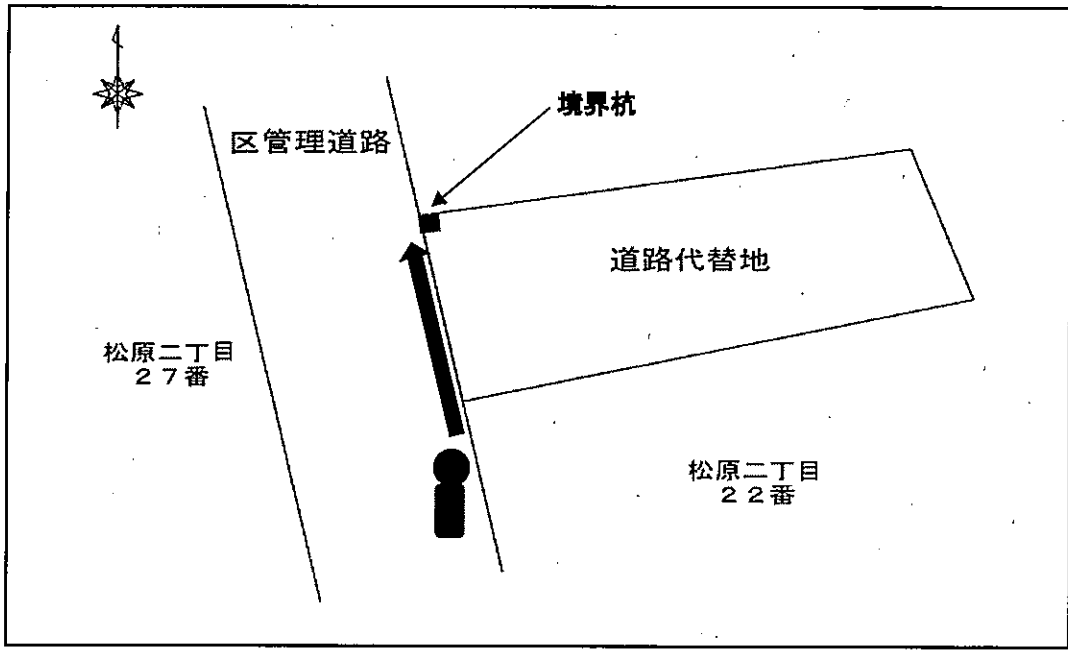 境界杭
区管理道路
道路代替地
松原二丁目
２７番
松原二丁目
２２番